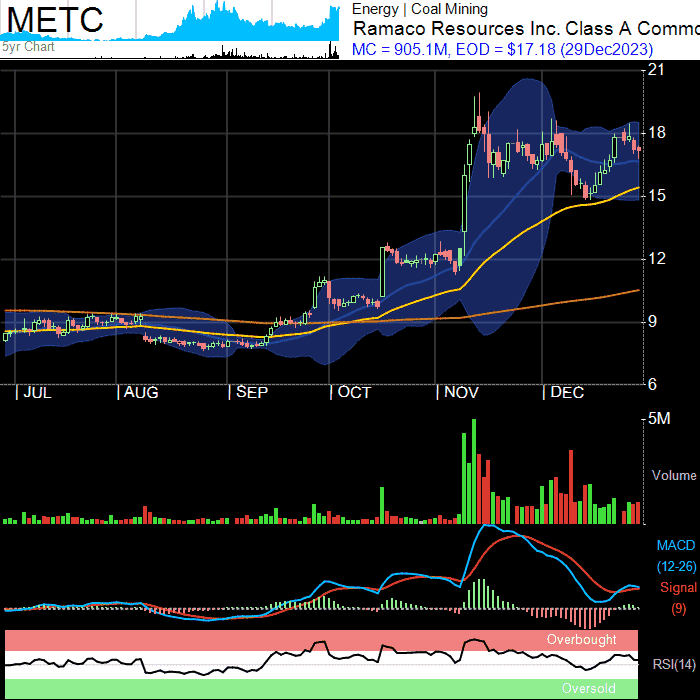 METC
5yr Chart
Energy | Coal Mining
Ramaco Resources Inc. Class A Commo
MC = 905.1M, EOD = $17.18 (29Dec2023)
21
18
15
12
9
6
| JUL | AUG | SEP | OCT | NOV | DEC
5M
Volume
MACD
(12-26)
Signal
(9)
Overbought
RSI(14)
Oversold